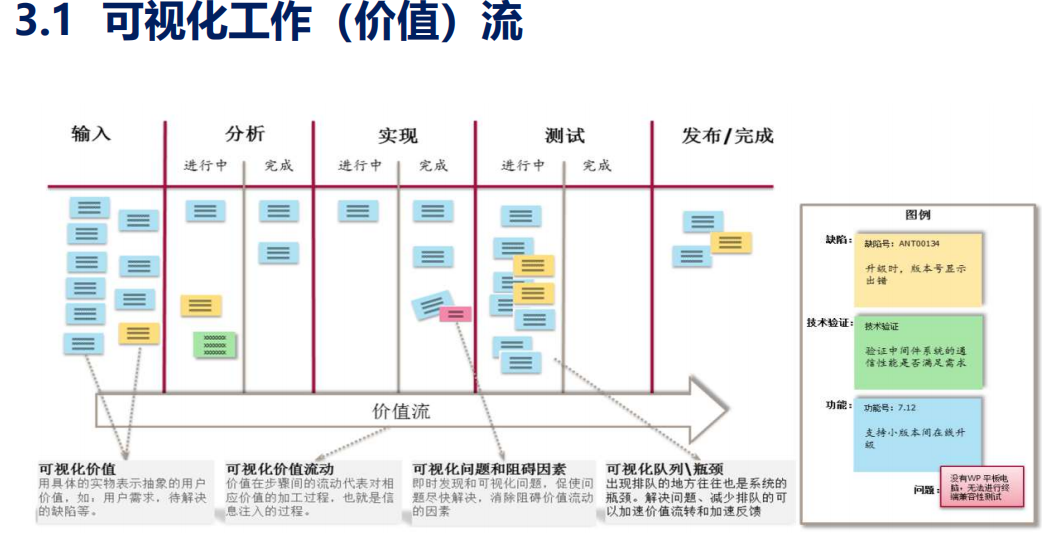 3.1 可视化工作（价值）流
输入
分析
实现
测试
发布/完成
进行中
完成
进行中
完成
进行中
完成
价值流
可视化价值
用具体的实物表示抽象的用户
价值，如：用户需求，待解决
的缺陷等。
可视化价值流动
价值在步骤间的流动代表对相
应价值的加工过程，也就是信
息注入的过程。
可视化问题和阻碍因素
即时发现和可视化问题，促使问
题尽快解决，消除阻碍价值流动
的因素
可视化队列\瓶颈
出现排队的地方往往也是系统的
瓶颈。解决问题、减少排队的可
以加速价值流转和加速反馈
图例
缺陷：
缺陷号：ANT00134
升级时，版本号显示
出错
技术验证：
技术验证
验证中间件系统的通
信性能是否满足需求
功能：
功能号：7.12
支持小版本间在线升
级
问题：
没有WP 平板电
脑，无法进行终
端兼容性测试